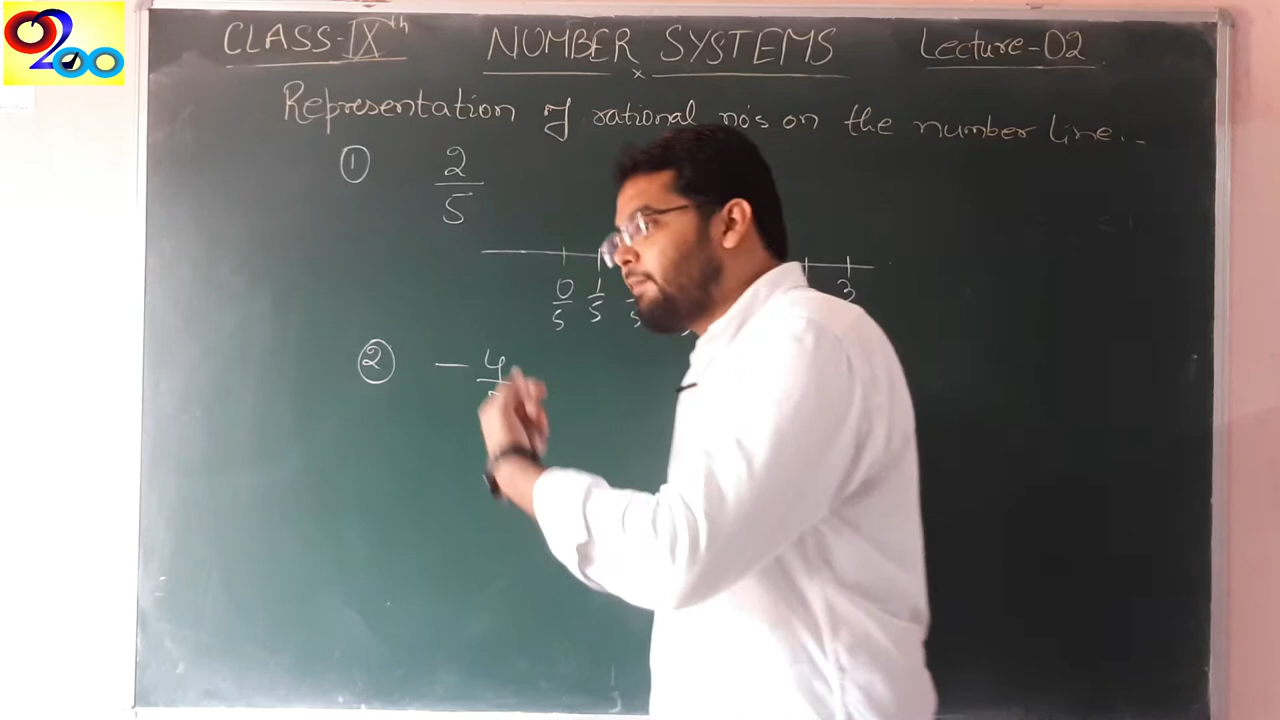 0200
CLASS-IXth NUMBER SYSTEMS Lecture-02
Representation of rational no's on the number line..
① 2/5
0/5 1/5 3
② - 4